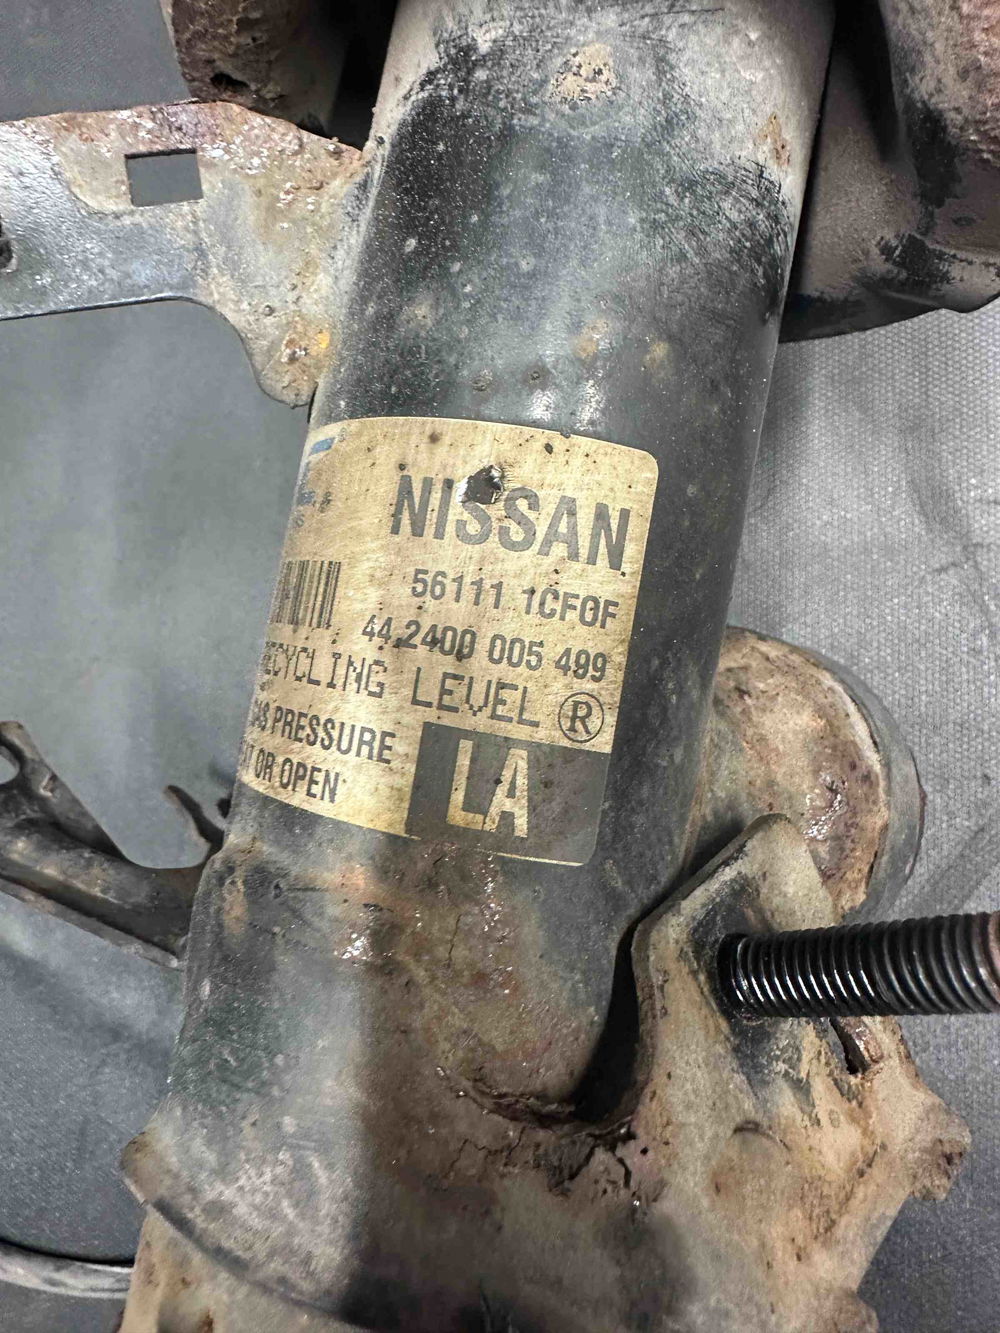 NISSAN
56111 1CF0F
44 2400 005 499
RECYCLING LEVEL ®
GAS PRESSURE
OR OPEN
LA